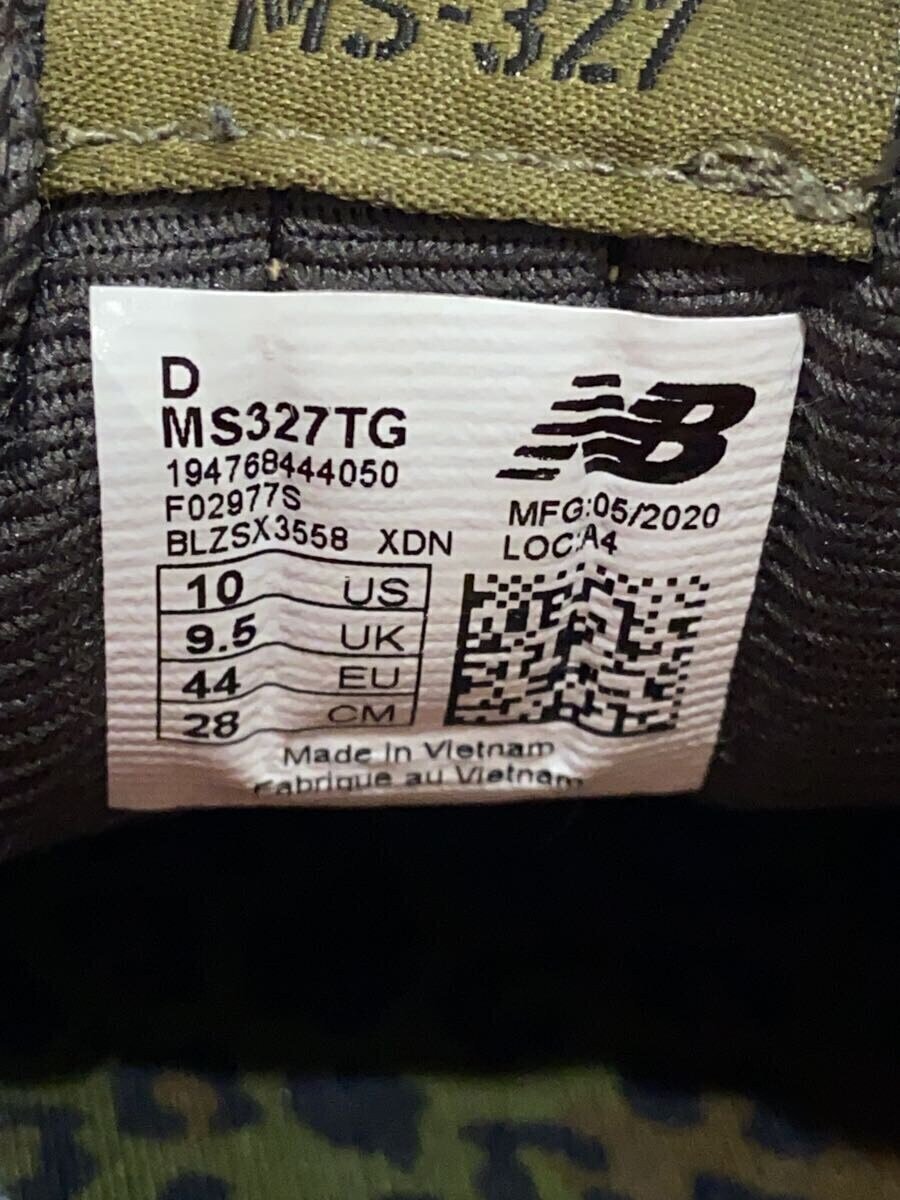 MS-327
D
MS327TG
194768444050
F02977S
BLZSX3558 XDN
NB
MFG:05/2020
LOC:A4
10 US
9.5 UK
44 EU
28 CM
Made in Vietnam
Fabrique au Vietnam